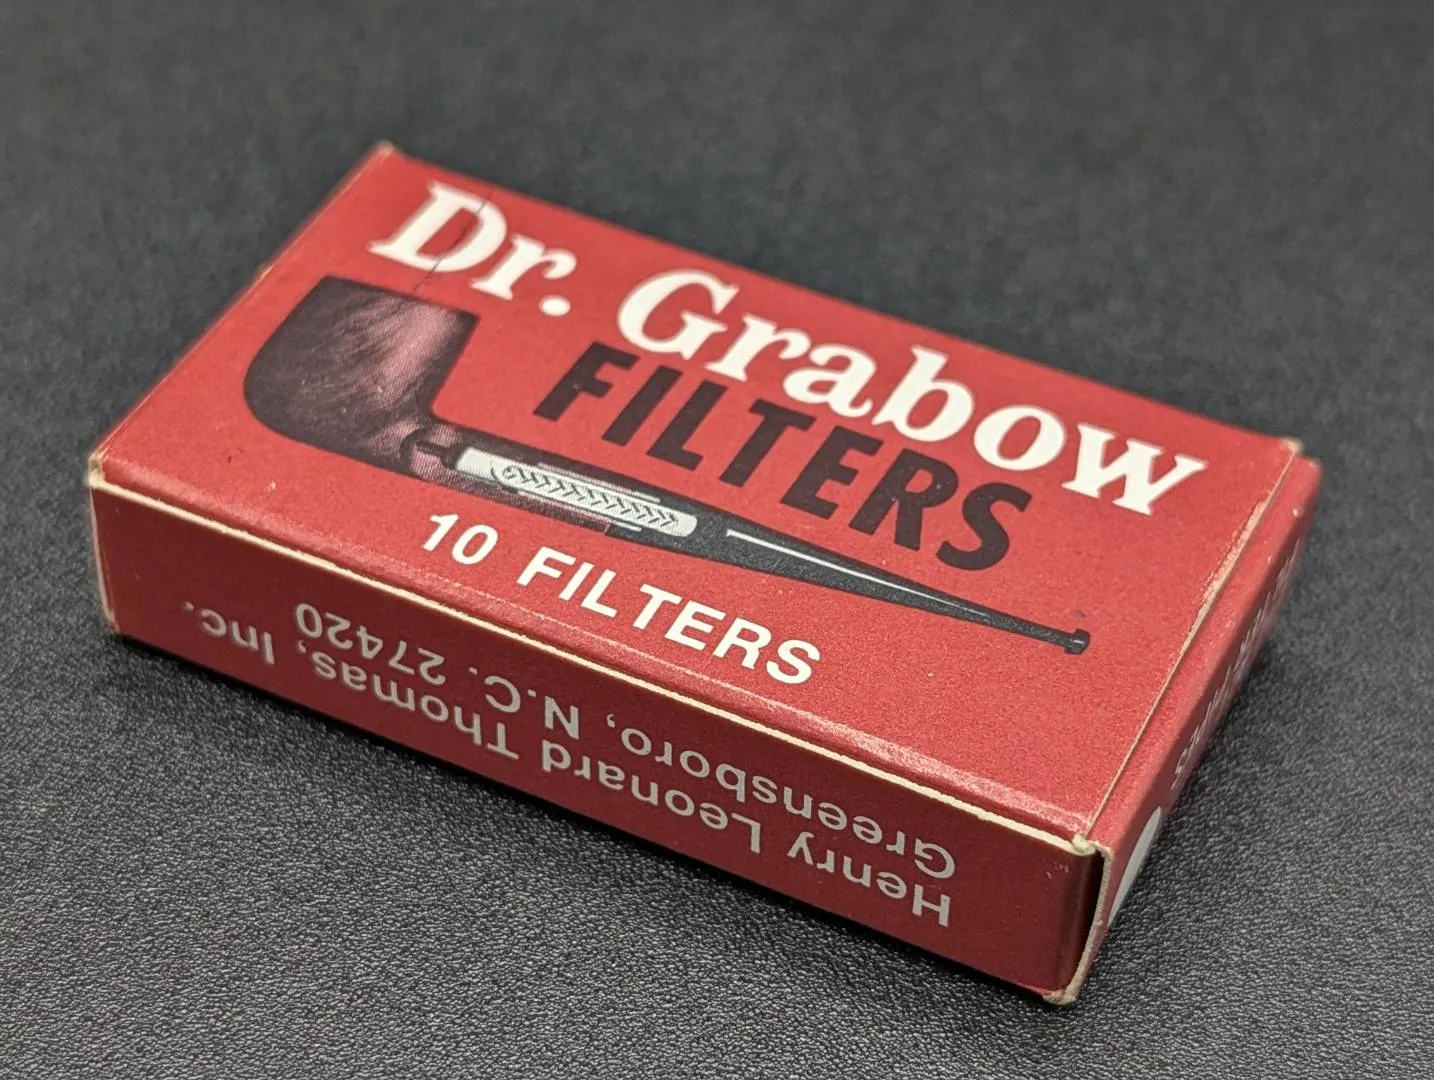 Dr. Grabow
FILTERS
10 FILTERS
Henry Leonard Thomas, Inc.
Greensboro, N.C. 27420